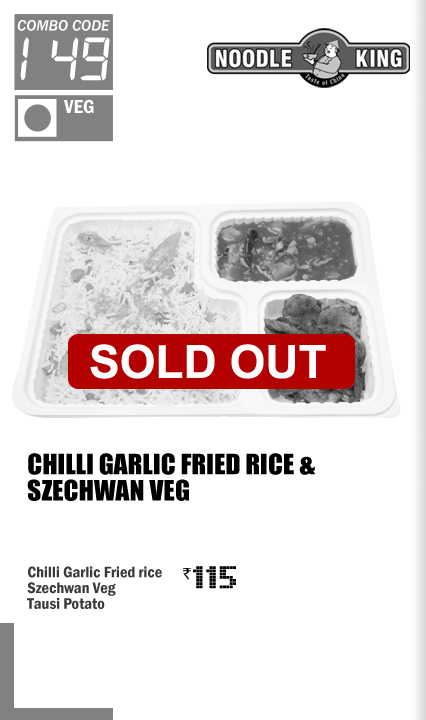 COMBO CODE
149
VEG
NOODLE KING
Taste of China
SOLD OUT
CHILLI GARLIC FRIED RICE &
SZECHWAN VEG
Chilli Garlic Fried rice
Szechwan Veg
Tausi Potato
₹115